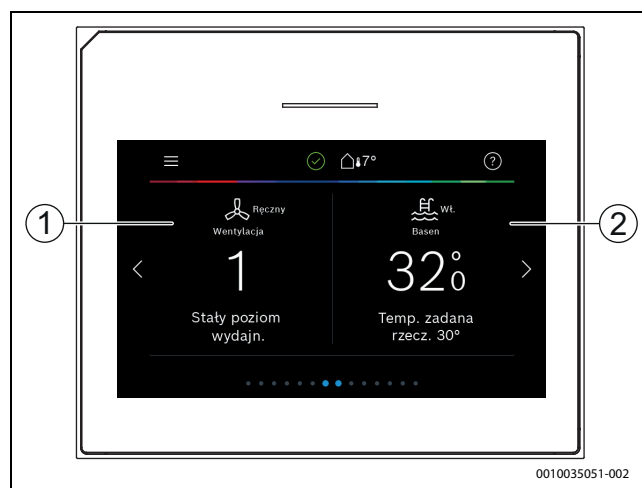 7°
?
Ręczny
Wentylacja
Wł.
Basen
1
32°0
Stały poziom
wydajn.
Temp. zadana
rzecz. 30°
1
2
0010035051-002